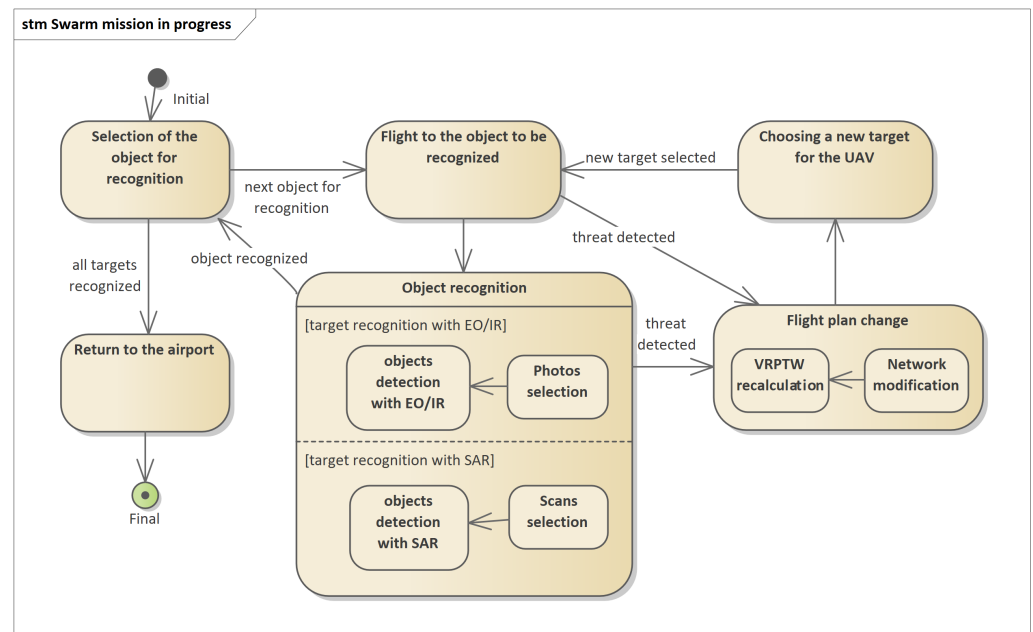 stm Swarm mission in progress
Initial
Selection of the
object for
recognition
Flight to the object to be
recognized
Choosing a new target
for the UAV
new target selected
next object for
recognition
threat detected
object recognized
all targets
recognized
Object recognition
[target recognition with EO/IR]
objects
detection
with EO/IR
Photos
selection
threat
detected
Flight plan change
VRPTW
recalculation
Network
modification
Return to the airport
[target recognition with SAR]
objects
detection
with SAR
Scans
selection
Final